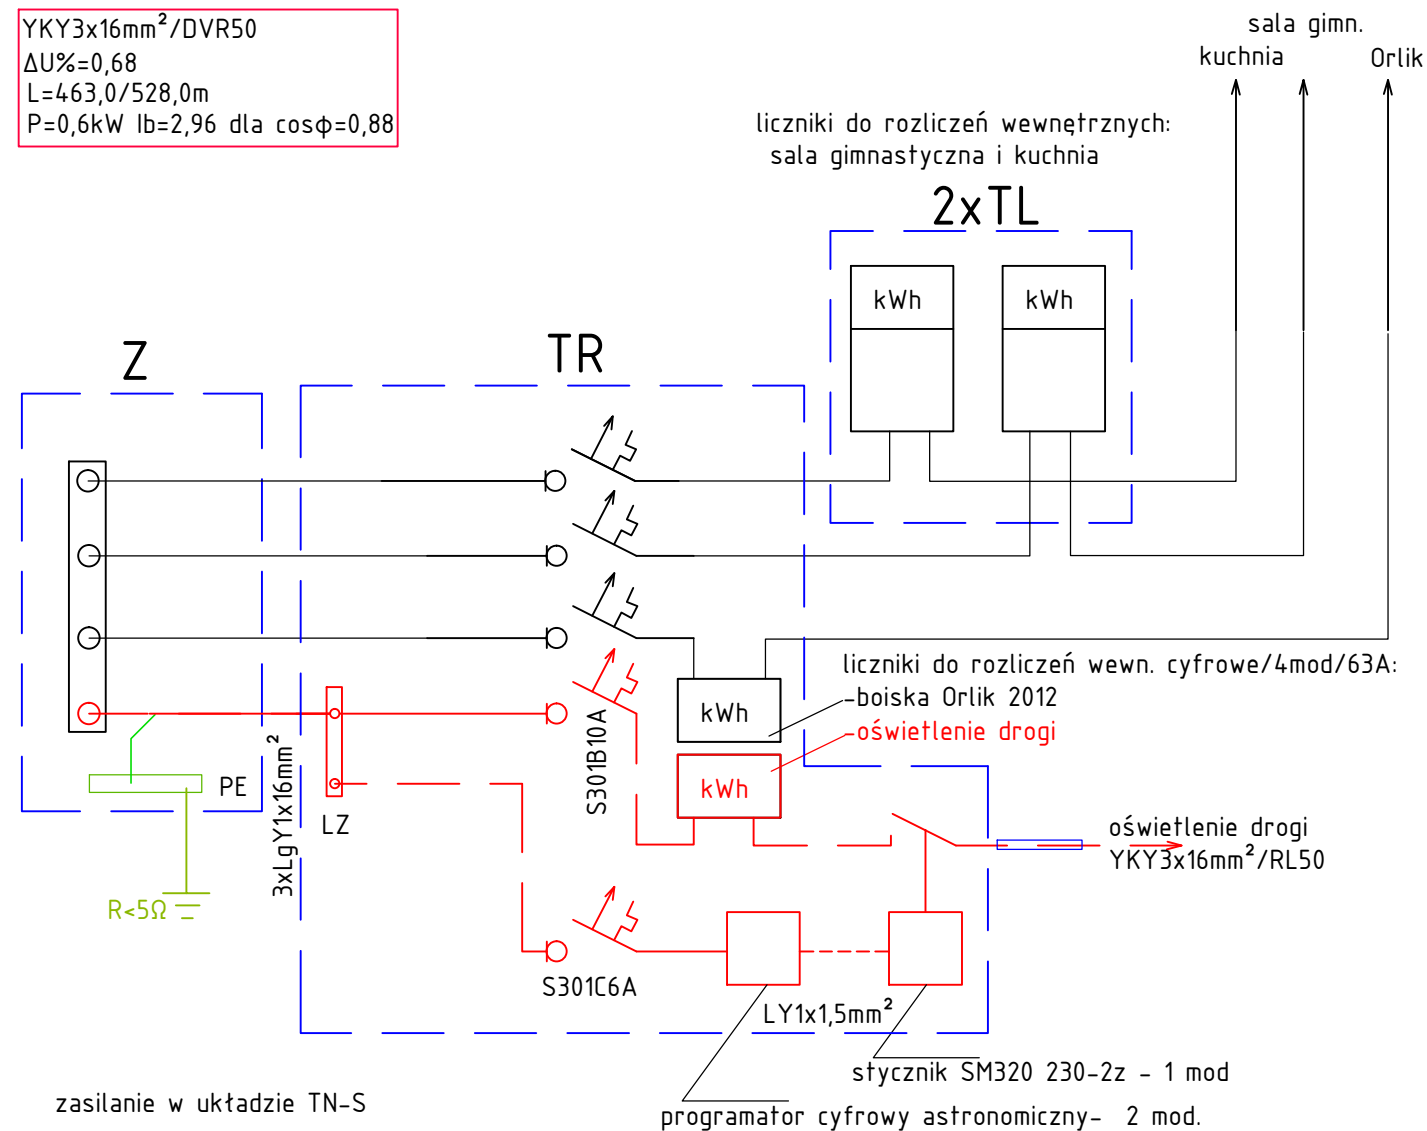 YKY3x16mm²/DVR50
ΔU%=0,68
L=463,0/528,0m
P=0,6kW Ib=2,96 dla cosϕ=0,88
sala gimn.
kuchnia
Orlik
liczniki do rozliczeń wewnętrznych:
sala gimnastyczna i kuchnia
2xTL
kWh
kWh
Z
TR
liczniki do rozliczeń wewn. cyfrowe/4mod/63A:
-boiska Orlik 2012
-oświetlenie drogi
kWh
kWh
S301B10A
3xLgY1x16mm²
PE
LZ
R<5Ω
oświetlenie drogi
YKY3x16mm²/RL50
S301C6A
LY1x1,5mm²
stycznik SM320 230-2z - 1 mod
programator cyfrowy astronomiczny- 2 mod.
zasilanie w układzie TN-S